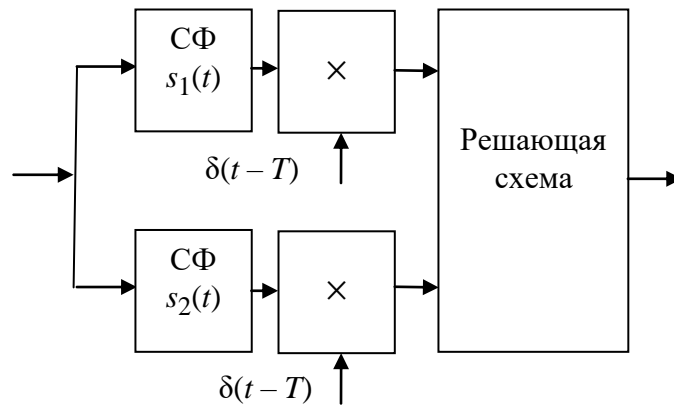 СФ
s₁(t)
×
δ(t – T)
Решающая
схема
СФ
s₂(t)
×
δ(t – T)